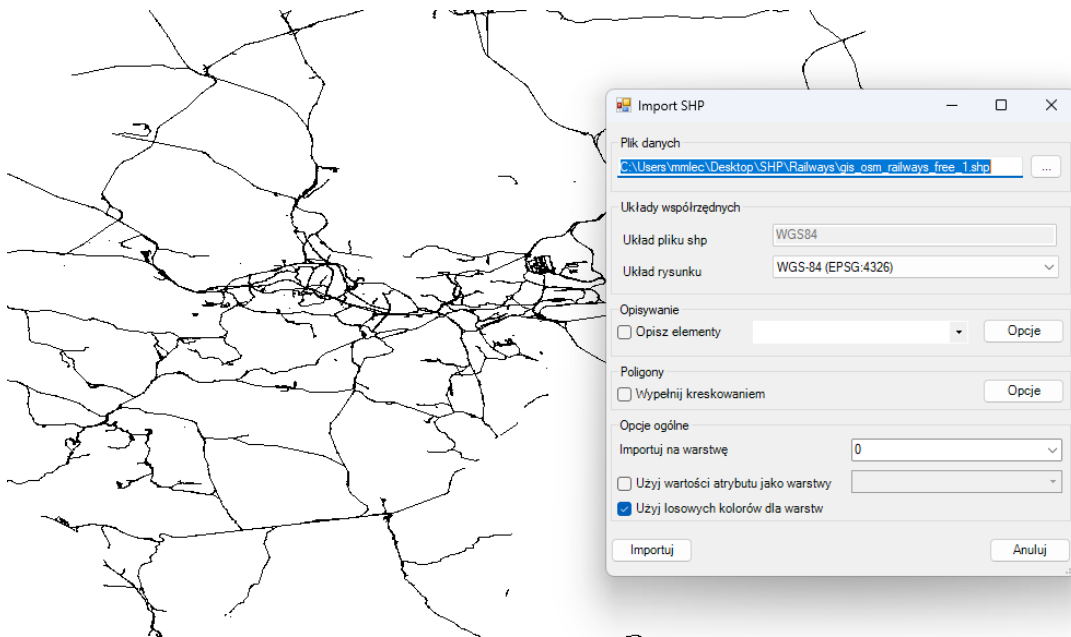 Import SHP
Plik danych
C:\Users\mmlec\Desktop\SHP\Railways\gis_osm_railways_free_1.shp
...
Układy współrzędnych
Układ pliku shp
WGS84
Układ rysunku
WGS-84 (EPSG:4326)
Opisywanie
Opisz elementy
Opcje
Poligony
Wypełnij kreskowaniem
Opcje
Opcje ogólne
Importuj na warstwę
0
Użyj wartości atrybutu jako warstwy
Użyj losowych kolorów dla warstw
Importuj
Anuluj